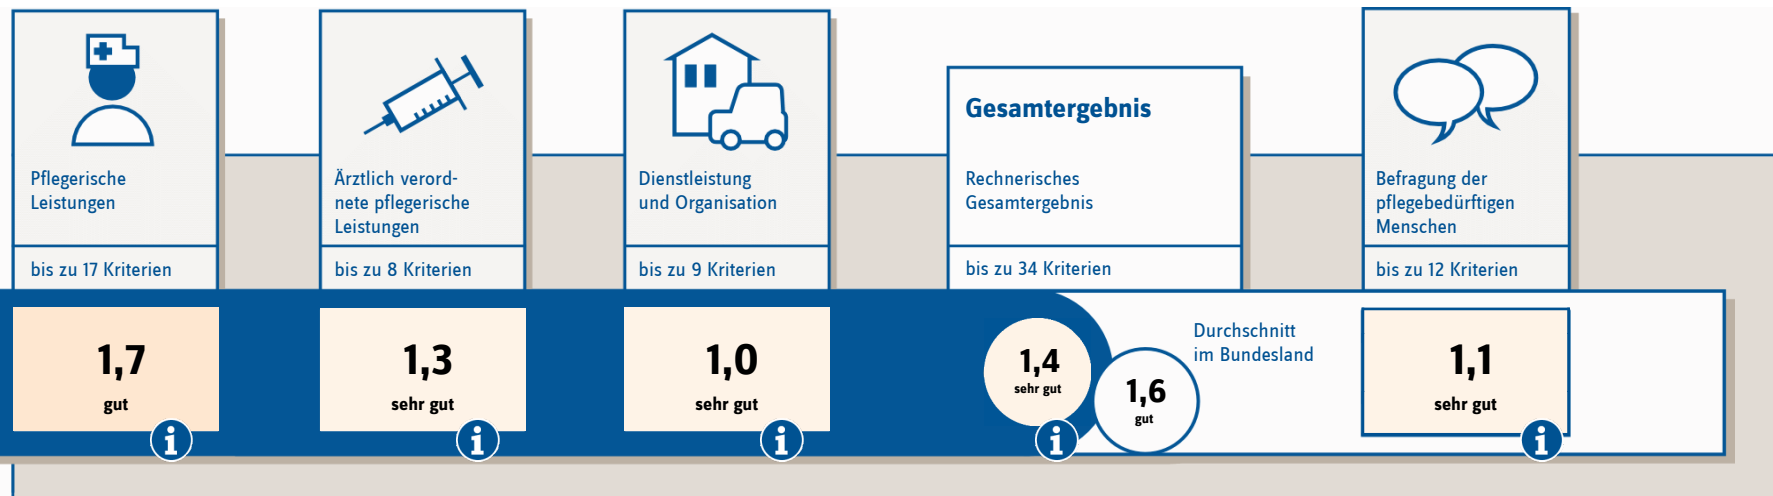 Pflegerische
Leistungen
bis zu 17 Kriterien
1,7
gut
i
Ärztlich verord-
nete pflegerische
Leistungen
bis zu 8 Kriterien
1,3
sehr gut
i
Dienstleistung
und Organisation
bis zu 9 Kriterien
1,0
sehr gut
i
Gesamtergebnis
Rechnerisches
Gesamtergebnis
bis zu 34 Kriterien
1,4
sehr gut
i
Durchschnitt
im Bundesland
1,6
gut
Befragung der
pflegebedürftigen
Menschen
bis zu 12 Kriterien
1,1
sehr gut
i